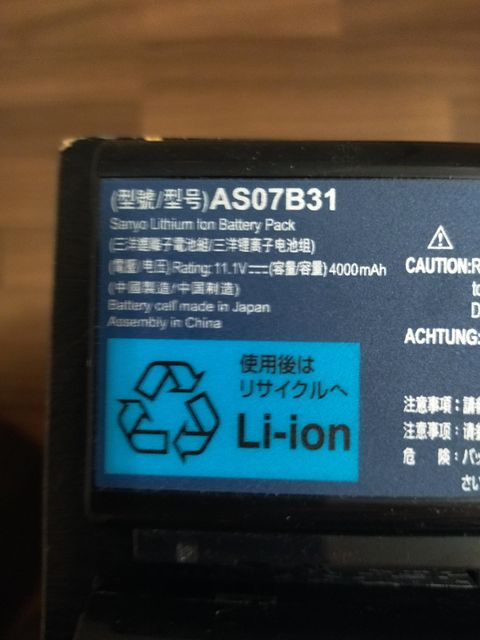 (型號/型号)AS07B31
Sanyo Lithium Ion Battery Pack
(三洋鋰離子電池組/三洋锂离子电池组)
(電壓/电压) Rating: 11.1V⎓(容量/容量) 4000mAh
(中國製造/中国制造)
Battery cell made in Japan
Assembly in China
使用後は
リサイクルへ
Li-ion
CAUTION:R
to
D
ACHTUNG:
注意事項：請
注意事项：请
危 険：バッ
さい